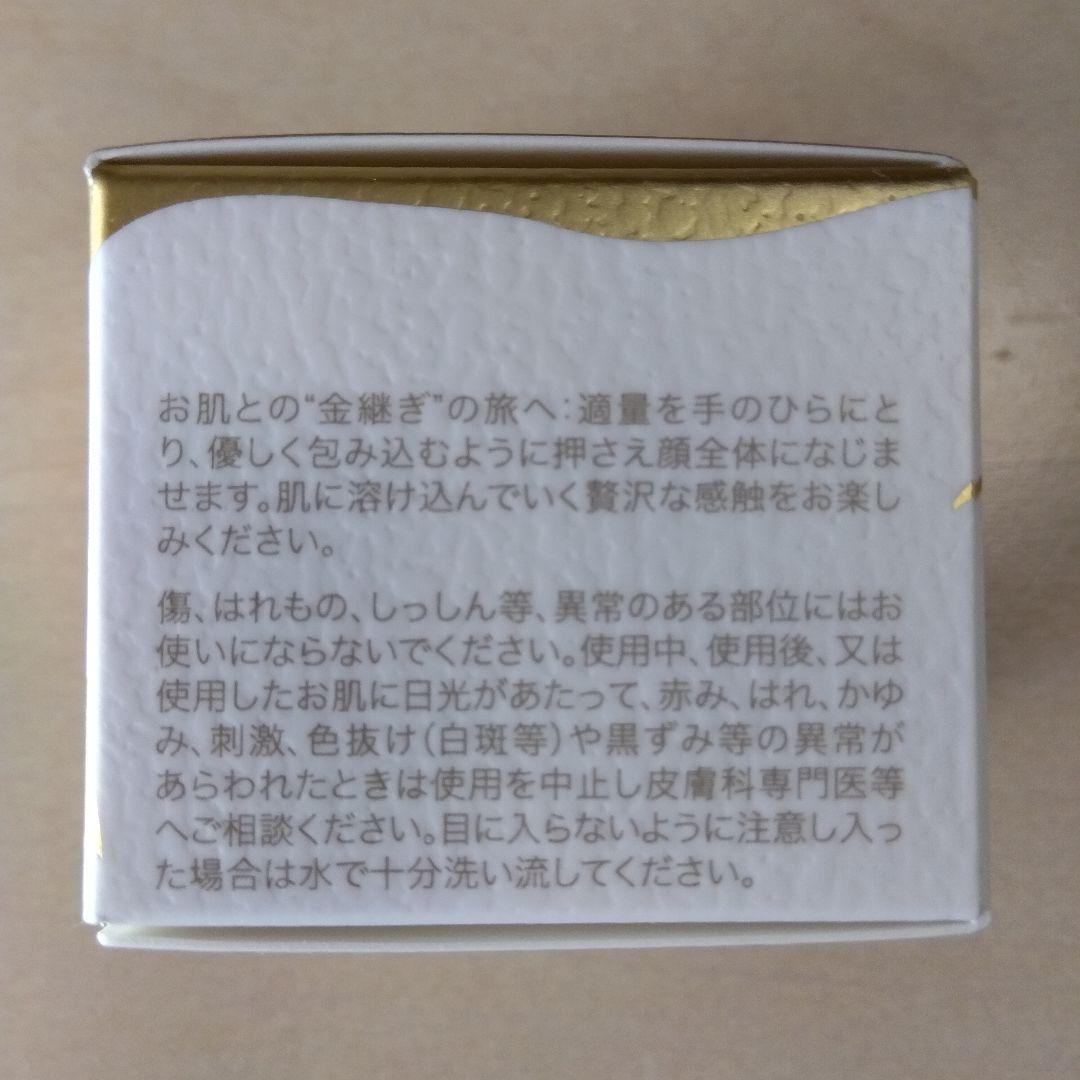 お肌との“金継ぎ”の旅へ：適量を手のひらにと
り、優しく包み込むように押さえ顔全体になじま
せます。肌に溶け込んでいく贅沢な感触をお楽し
みください。
傷、はれもの、しっしん等、異常のある部位にはお
使いにならないでください。使用中、使用後、又は
使用したお肌に日光があたって、赤み、はれ、かゆ
み、刺激、色抜け（白斑等）や黒ずみ等の異常が
あらわれたときは使用を中止し皮膚科専門医等
へご相談ください。目に入らないように注意し入っ
た場合は水で十分洗い流してください。